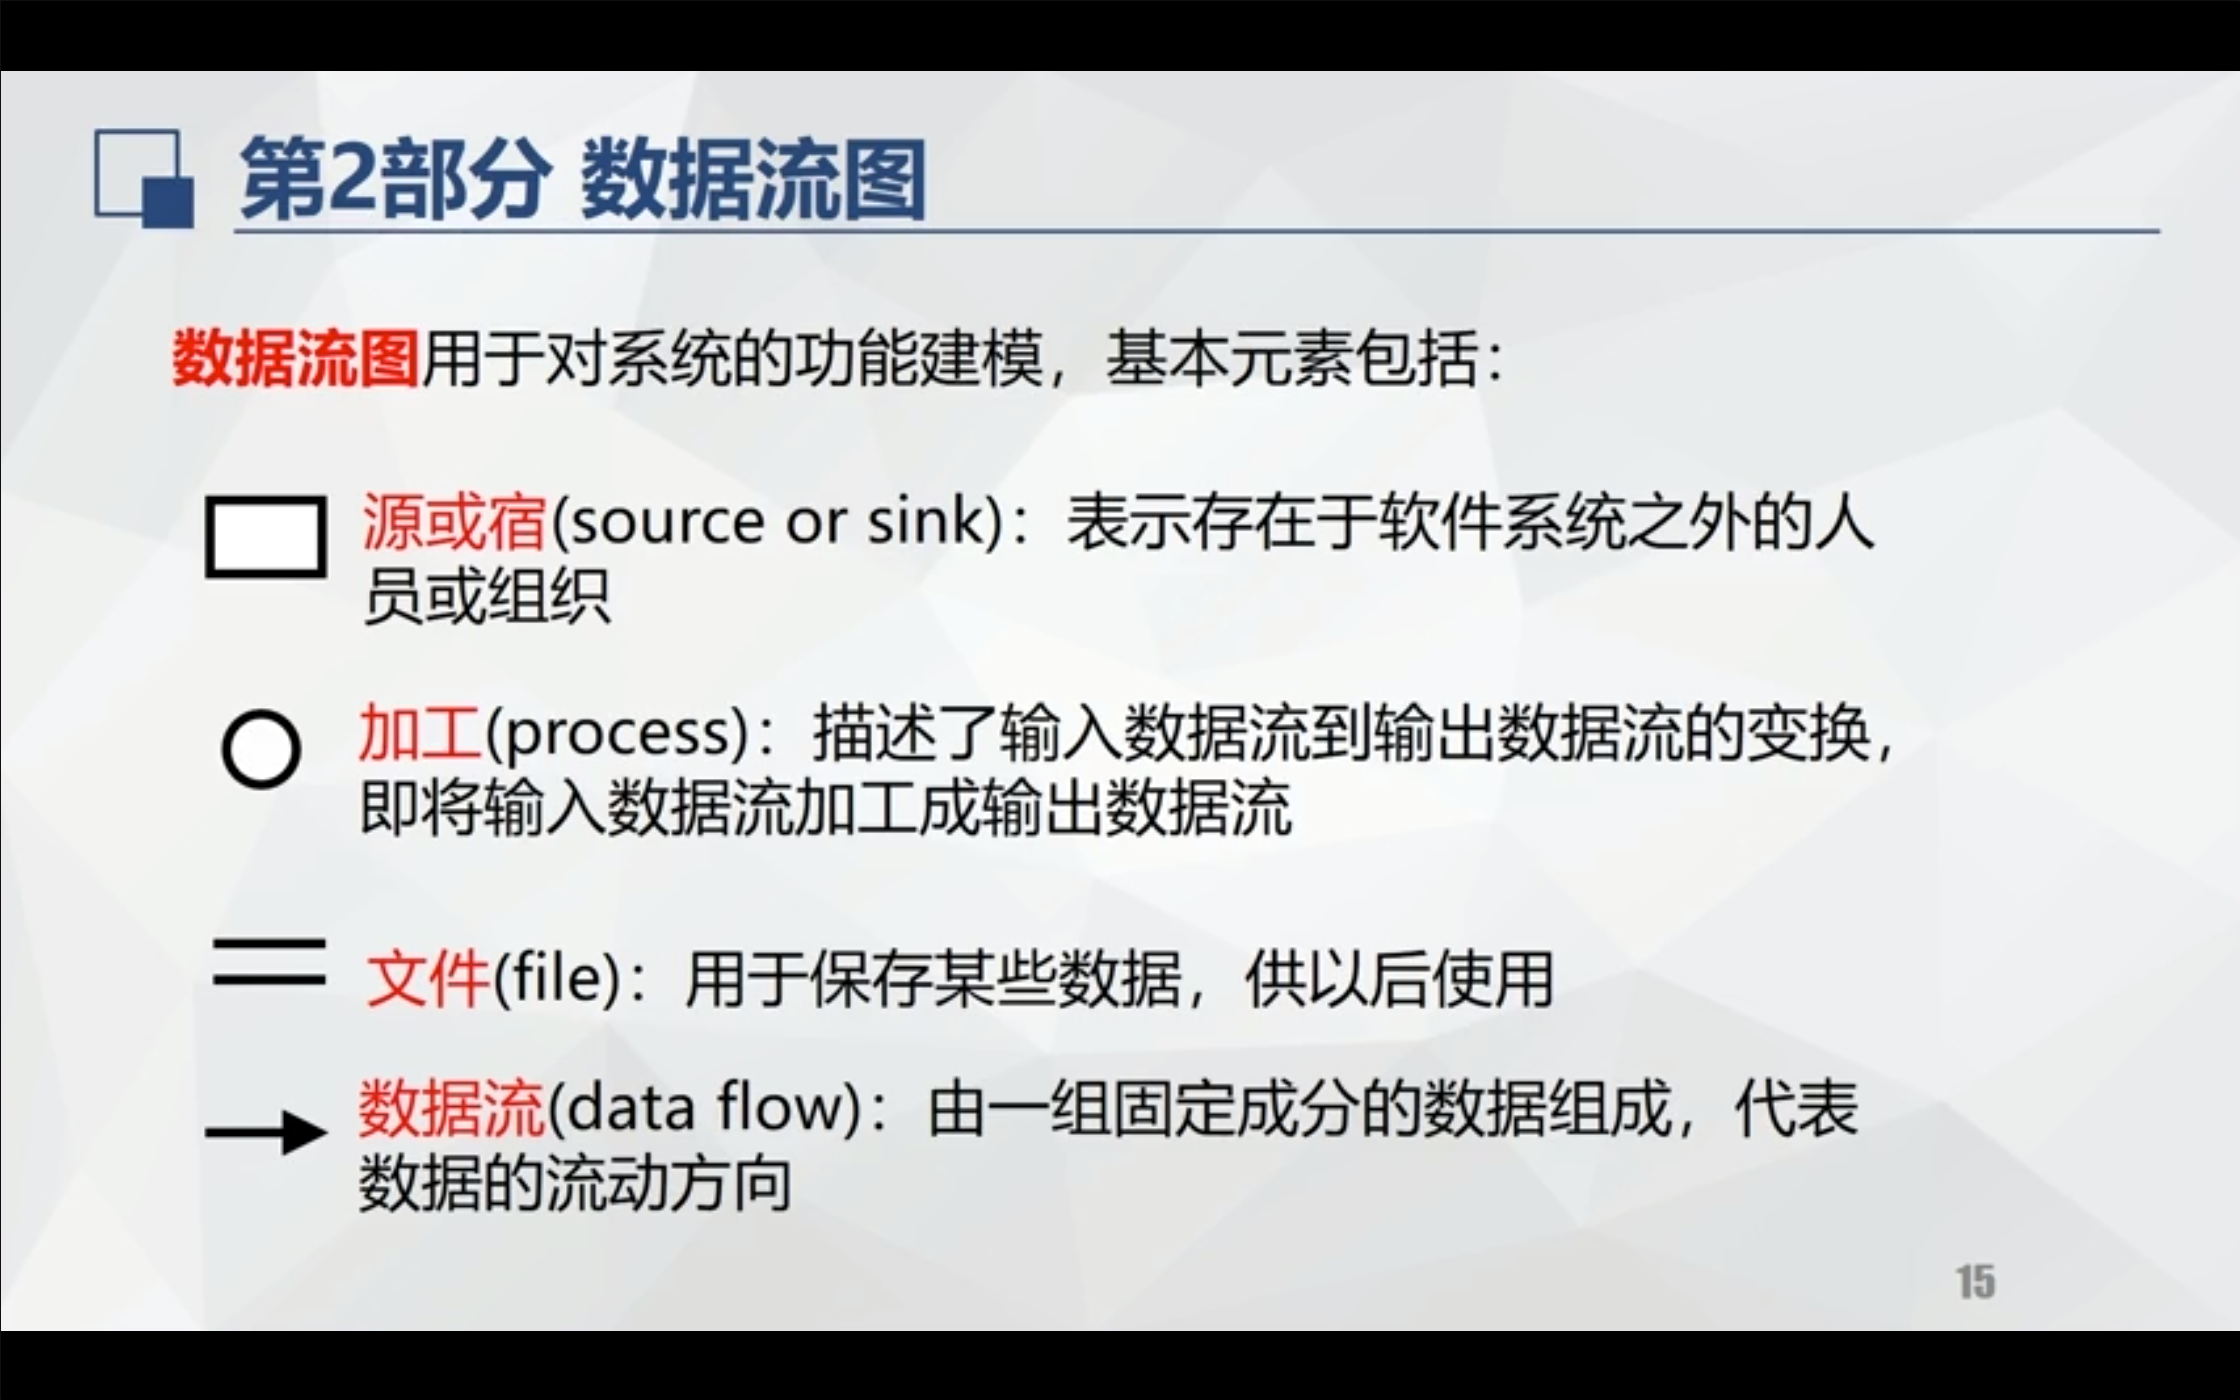 第2部分 数据流图
数据流图用于对系统的功能建模，基本元素包括：
源或宿(source or sink)：表示存在于软件系统之外的人
员或组织
加工(process)：描述了输入数据流到输出数据流的变换，
即将输入数据流加工成输出数据流
文件(file)：用于保存某些数据，供以后使用
数据流(data flow)：由一组固定成分的数据组成，代表
数据的流动方向
15